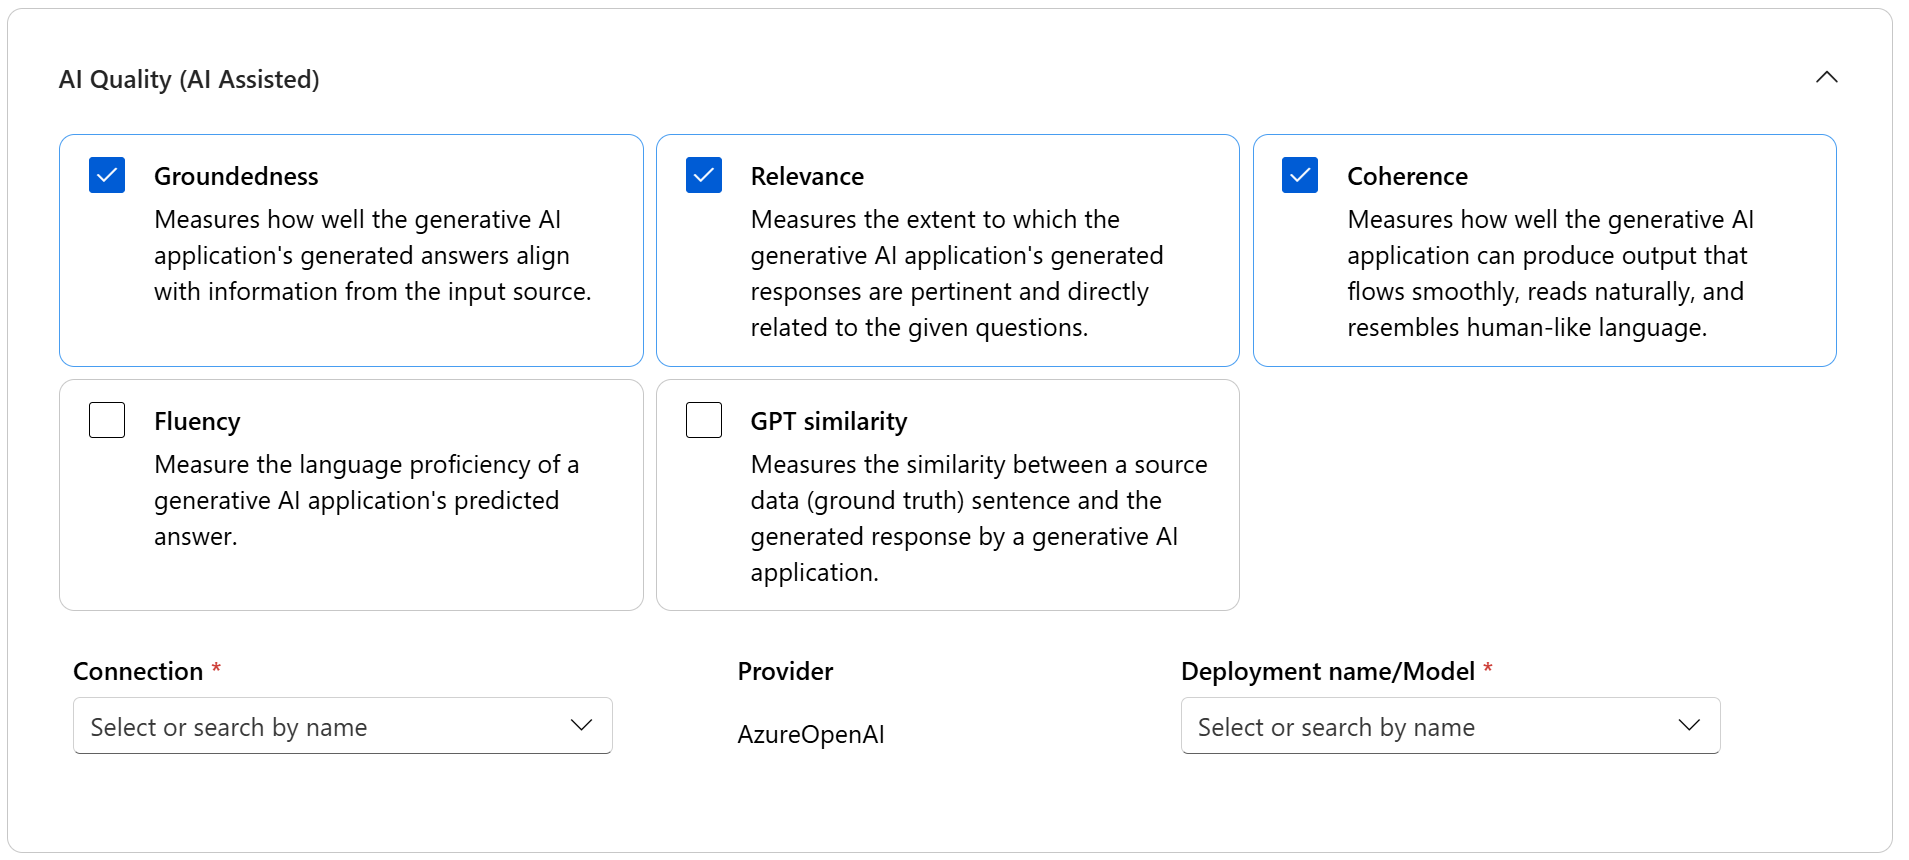 AI Quality (AI Assisted)
Groundedness
Measures how well the generative AI
application's generated answers align
with information from the input source.
Relevance
Measures the extent to which the
generative AI application's generated
responses are pertinent and directly
related to the given questions.
Coherence
Measures how well the generative AI
application can produce output that
flows smoothly, reads naturally, and
resembles human-like language.
Fluency
Measure the language proficiency of a
generative AI application's predicted
answer.
GPT similarity
Measures the similarity between a source
data (ground truth) sentence and the
generated response by a generative AI
application.
Connection *
Select or search by name
Provider
AzureOpenAI
Deployment name/Model *
Select or search by name